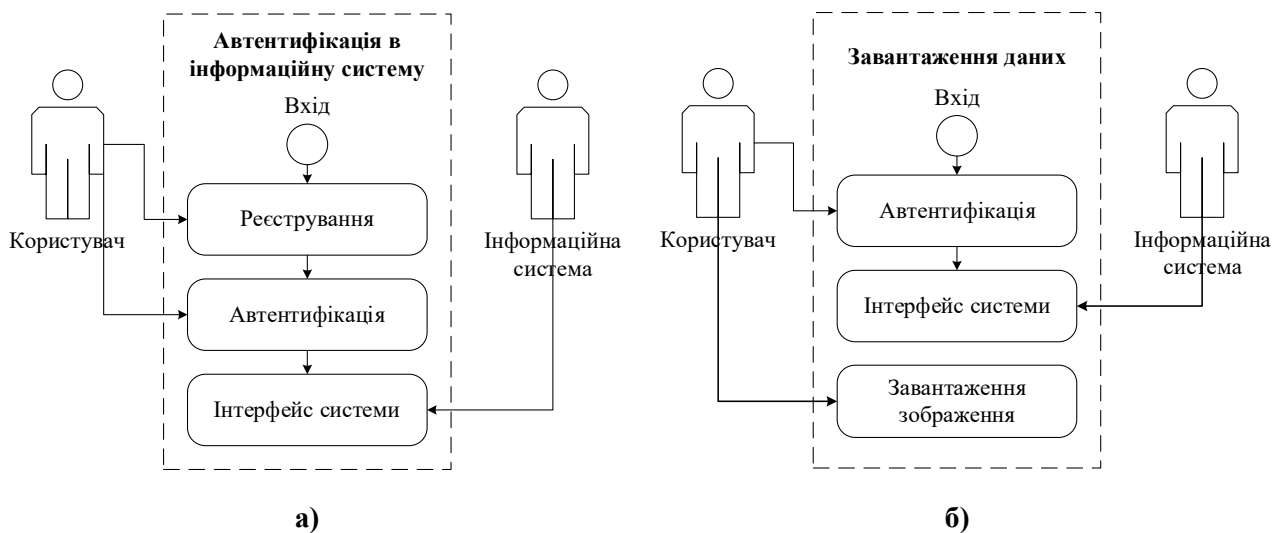 Автентифікація в
інформаційну систему
Вхід
Реєстрування
Автентифікація
Інтерфейс системи
Користувач
Інформаційна
система
а)
Завантаження даних
Вхід
Автентифікація
Інтерфейс системи
Завантаження
зображення
Користувач
Інформаційна
система
б)